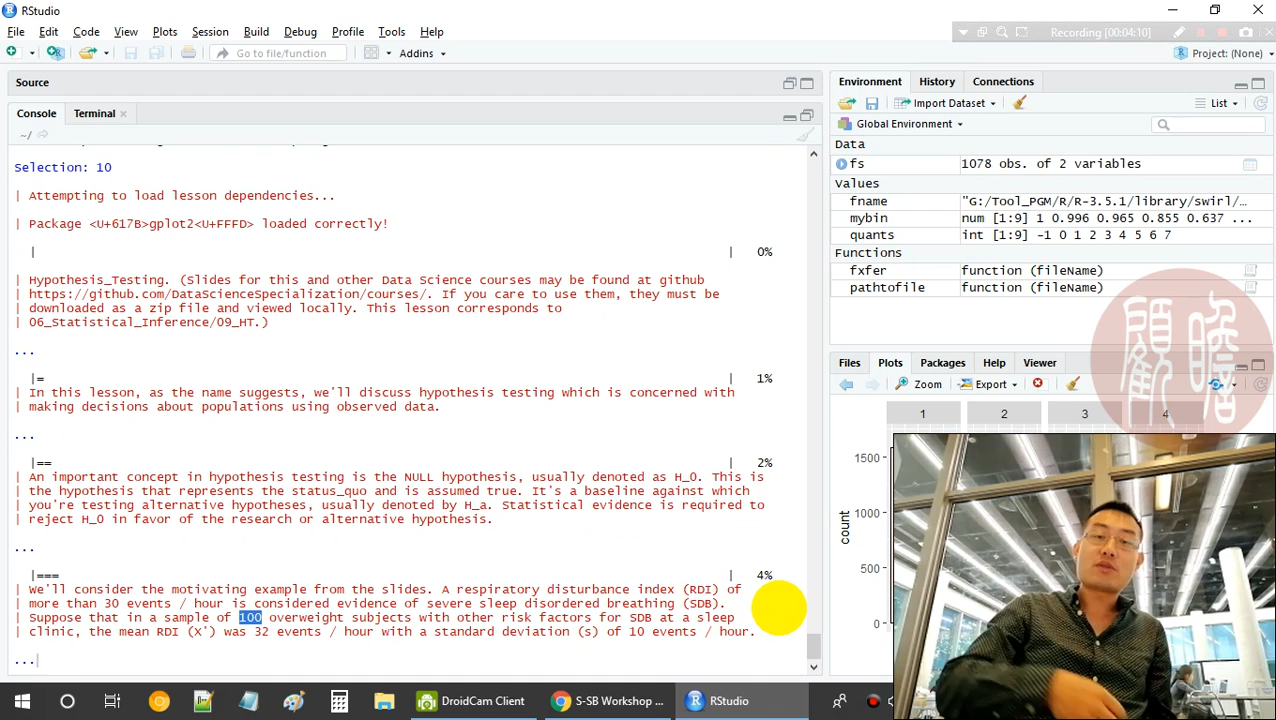 RStudio
File Edit Code View Plots Session Build Debug Profile Tools Help
Recording [00:04:10]
Go to file/function
Addins
Project: (None)
Source
Console Terminal
~/
Selection: 10
| Attempting to load lesson dependencies...
| Package <U+617B>gplot2<U+FFFD> loaded correctly!
| | 0%
| Hypothesis_Testing. (Slides for this and other Data Science courses may be found at github
| https://github.com/DataScienceSpecialization/courses/. If you care to use them, they must be
| downloaded as a zip file and viewed locally. This lesson corresponds to
| 06_Statistical_Inference/09_HT.)
...
|= | 1%
| In this lesson, as the name suggests, we'll discuss hypothesis testing which is concerned with
| making decisions about populations using observed data.
...
|== | 2%
| An important concept in hypothesis testing is the NULL hypothesis, usually denoted as H_0. This is
| the hypothesis that represents the status_quo and is assumed true. It's a baseline against which
| you're testing alternative hypotheses, usually denoted by H_a. Statistical evidence is required to
| reject H_0 in favor of the research or alternative hypothesis.
...
|=== | 4%
| We'll consider the motivating example from the slides. A respiratory disturbance index (RDI) of
| more than 30 events / hour is considered evidence of severe sleep disordered breathing (SDB).
| Suppose that in a sample of 100 overweight subjects with other risk factors for SDB at a sleep
| clinic, the mean RDI (X') was 32 events / hour with a standard deviation (s) of 10 events / hour.
...
Environment History Connections
Import Dataset
List
Global Environment
Data
fs 1078 obs. of 2 variables
Values
fname "G:/Tool_PGM/R/R-3.5.1/library/swirl/…
mybin num [1:9] 1 0.996 0.965 0.855 0.637 ...
quants int [1:9] -1 0 1 2 3 4 5 6 7
Functions
fxfer function (fileName)
pathtofile function (fileName)
顧瞻
Files Plots Packages Help Viewer
Zoom Export
1 2 3 4
1500
1000
500
0
count
DroidCam Client
S-SB Workshop ...
RStudio